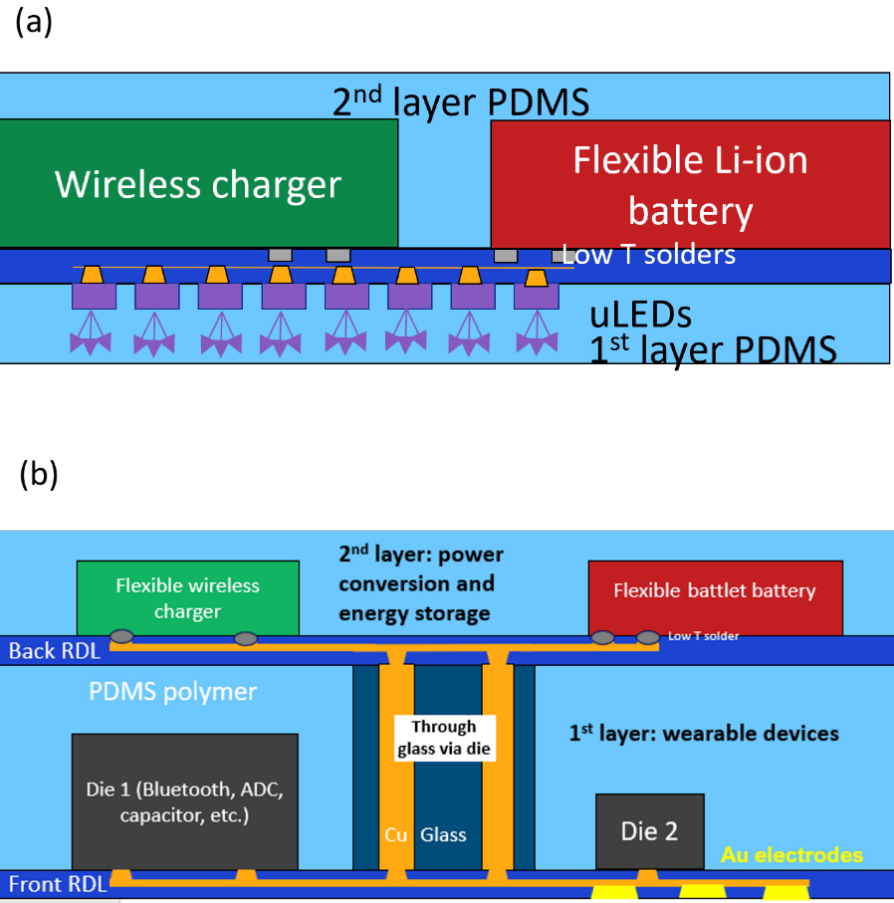 (a)
2nd layer PDMS
Wireless charger
Flexible Li-ion
battery
Low T solders
uLEDs
1st layer PDMS
(b)
2nd layer: power
conversion and
energy storage
Flexible wireless
charger
Flexible battlet battery
Low T solder
Back RDL
PDMS polymer
Through
glass via die
1st layer: wearable devices
Die 1 (Bluetooth, ADC,
capacitor, etc.)
Cu Glass
Die 2
Au electrodes
Front RDL